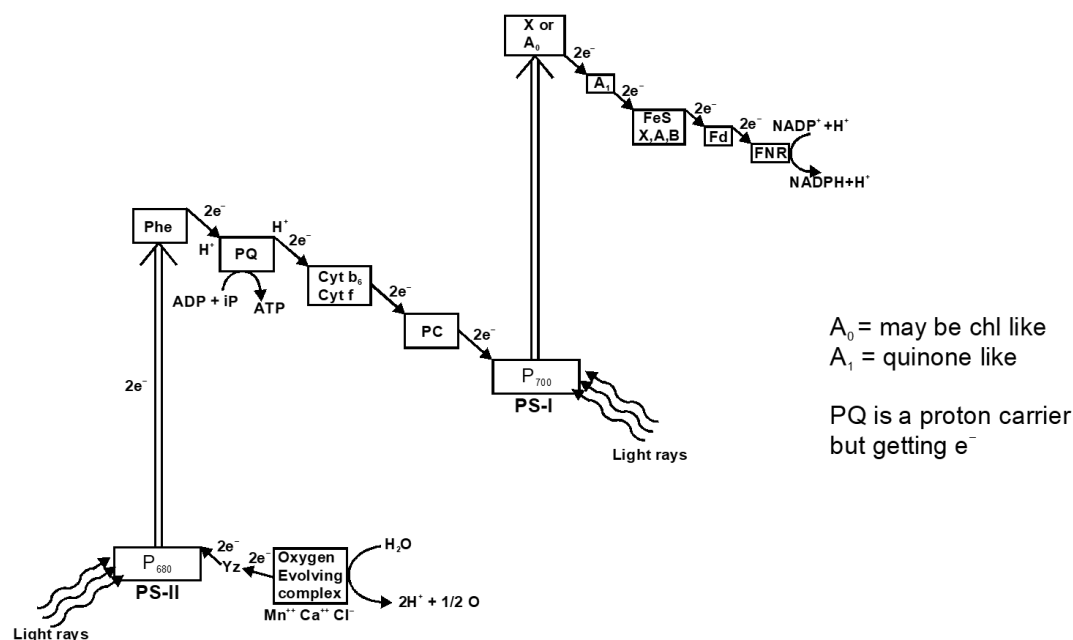 X or
A₀
2e⁻
A₁
2e⁻
FeS
X,A,B
2e⁻
Fd
2e⁻
FNR
NADP⁺+H⁺
NADPH+H⁺
Phe
2e⁻
H⁺
PQ
H⁺
2e⁻
ADP + iP
ATP
Cyt b₆
Cyt f
2e⁻
PC
2e⁻
P₇₀₀
PS-I
Light rays
A₀ = may be chl like
A₁ = quinone like
PQ is a proton carrier
but getting e⁻
2e⁻
P₆₈₀
PS-II
Light rays
2e⁻
Yz
2e⁻
Oxygen
Evolving
complex
Mn⁺⁺ Ca⁺⁺ Cl⁻
H₂O
2H⁺ + 1/2 O